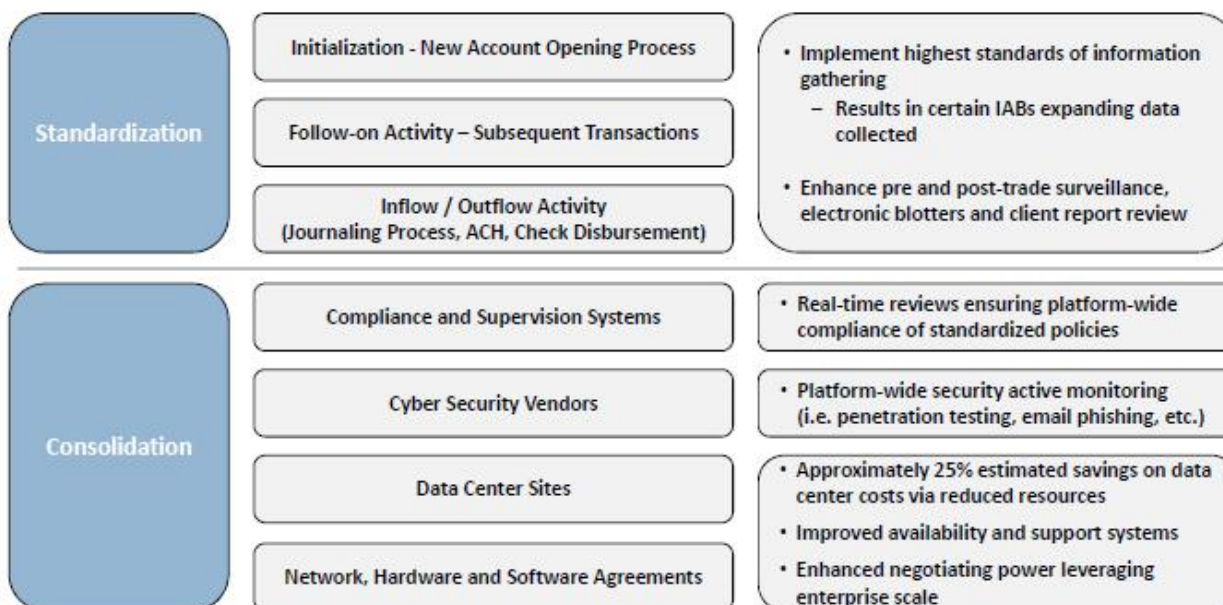 Standardization
Initialization - New Account Opening Process
Follow-on Activity – Subsequent Transactions
Inflow / Outflow Activity
(Journaling Process, ACH, Check Disbursement)
• Implement highest standards of information
gathering
– Results in certain IABs expanding data
collected
• Enhance pre and post-trade surveillance,
electronic blotters and client report review
Consolidation
Compliance and Supervision Systems
• Real-time reviews ensuring platform-wide
compliance of standardized policies
Cyber Security Vendors
• Platform-wide security active monitoring
(i.e. penetration testing, email phishing, etc.)
Data Center Sites
Network, Hardware and Software Agreements
• Approximately 25% estimated savings on data
center costs via reduced resources
• Improved availability and support systems
• Enhanced negotiating power leveraging
enterprise scale